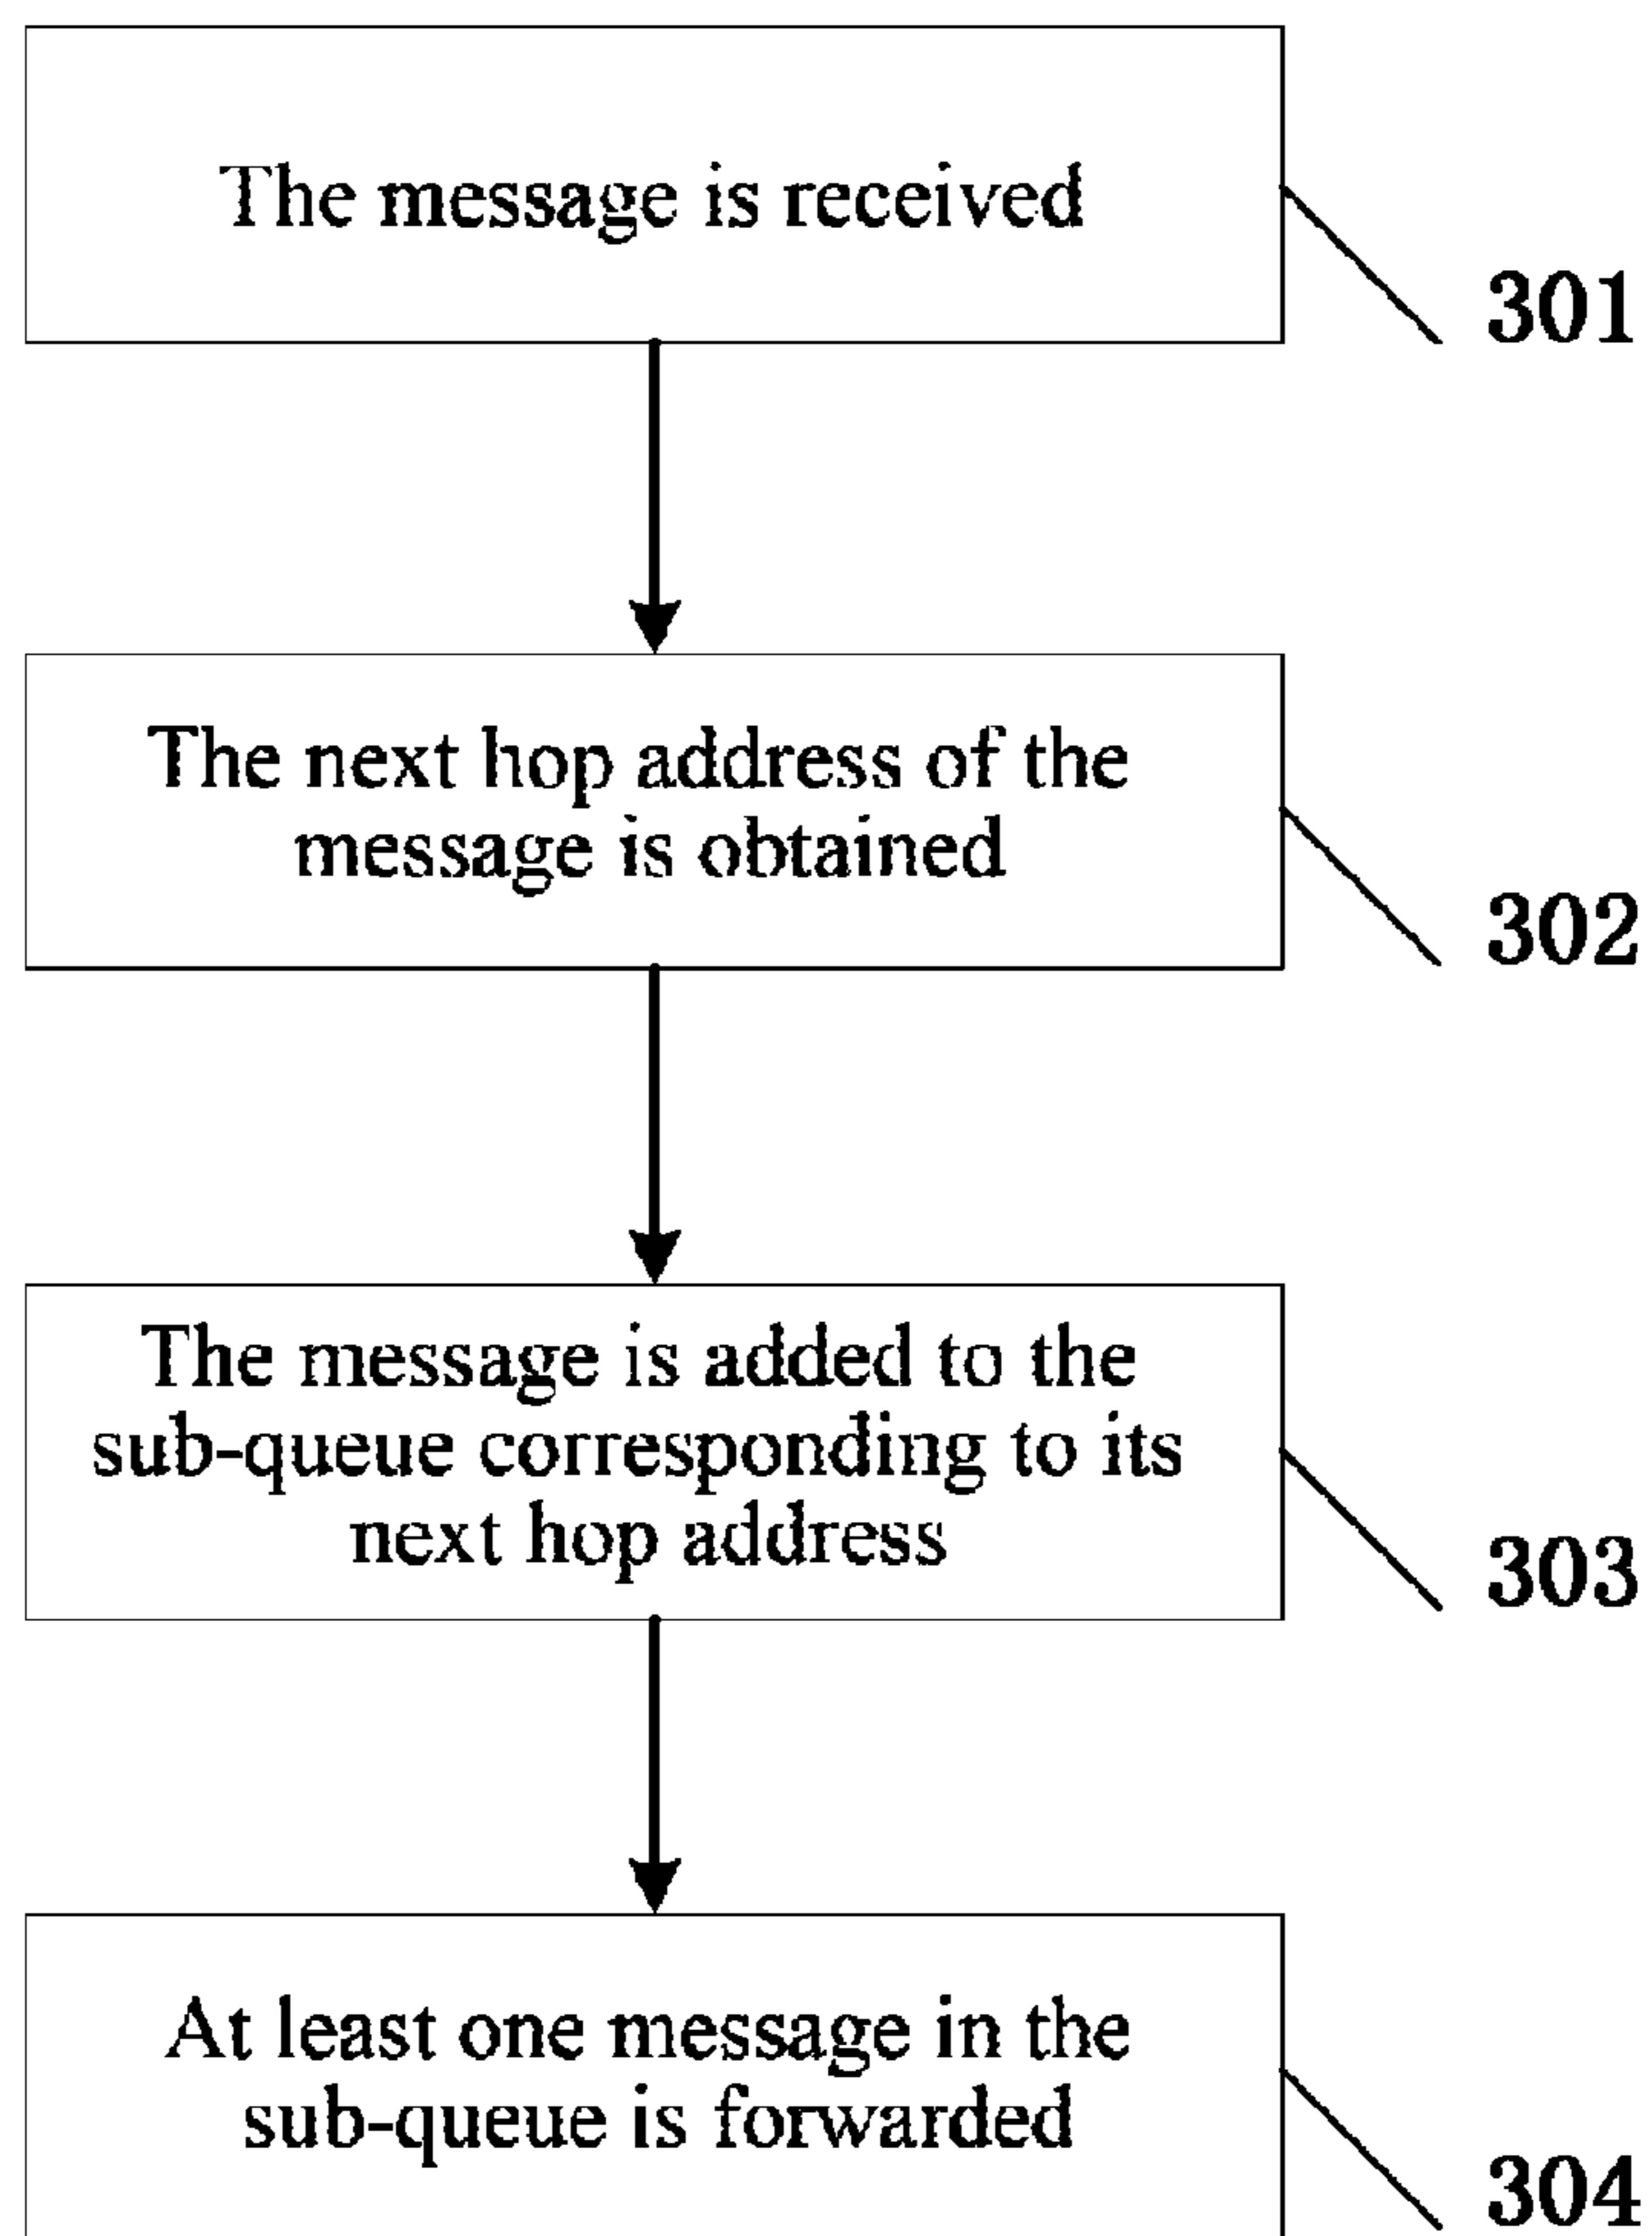 The message is received
301
The next hop address of the
message is obtained
302
The message is added to the
sub-queue corresponding to its
next hop address
303
At least one message in the
sub-queue is forwarded
304